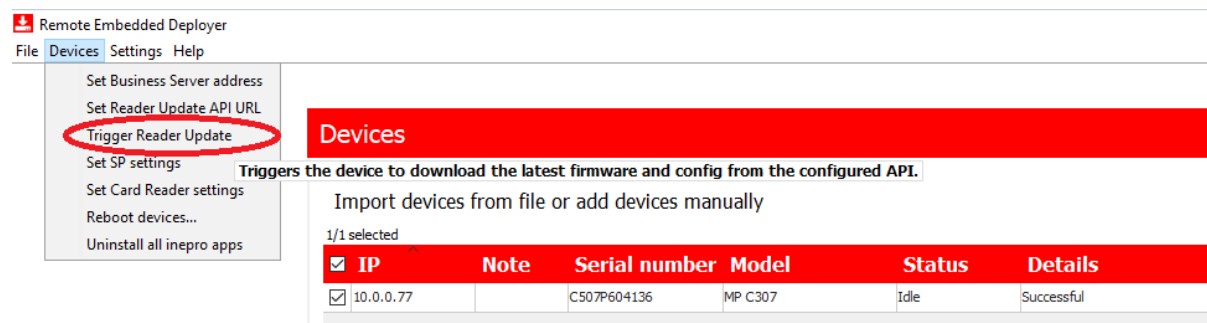 Remote Embedded Deployer
File Devices Settings Help
Set Business Server address
Set Reader Update API URL
Trigger Reader Update
Set SP settings
Set Card Reader settings
Reboot devices...
Uninstall all inepro apps
Triggers the device to download the latest firmware and config from the configured API.
Devices
Import devices from file or add devices manually
1/1 selected
IP Note Serial number Model Status Details
10.0.0.77 C507P604136 MP C307 Idle Successful